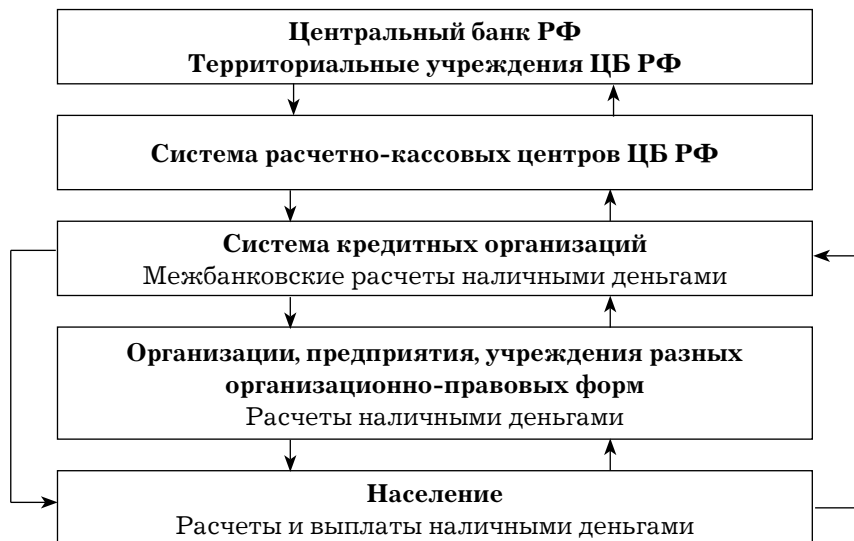 Центральный банк РФ
Территориальные учреждения ЦБ РФ
Система расчетно-кассовых центров ЦБ РФ
Система кредитных организаций
Межбанковские расчеты наличными деньгами
Организации, предприятия, учреждения разных
организационно-правовых форм
Расчеты наличными деньгами
Население
Расчеты и выплаты наличными деньгами